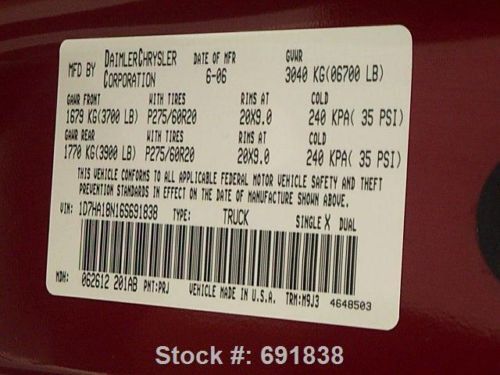 MFD BY DAIMLERCHRYSLER CORPORATION DATE OF MFR 6-06 GVWR 3040 KG(06700 LB)
GAWR FRONT WITH TIRES RIMS AT COLD
1679 KG(3700 LB) P275/60R20 20X9.0 240 KPA( 35 PSI)
GAWR REAR WITH TIRES RIMS AT COLD
1770 KG(3900 LB) P275/60R20 20X9.0 240 KPA( 35 PSI)
THIS VEHICLE CONFORMS TO ALL APPLICABLE FEDERAL MOTOR VEHICLE SAFETY AND THEFT
PREVENTION STANDARDS IN EFFECT ON THE DATE OF MANUFACTURE SHOWN ABOVE.
VIN: 1D7HA18N16S691838 TYPE: TRUCK SINGLE X DUAL
MDH: 062612 201AB PNT:PRJ VEHICLE MADE IN U.S.A. TRM:M9J3 4648503
Stock #: 691838